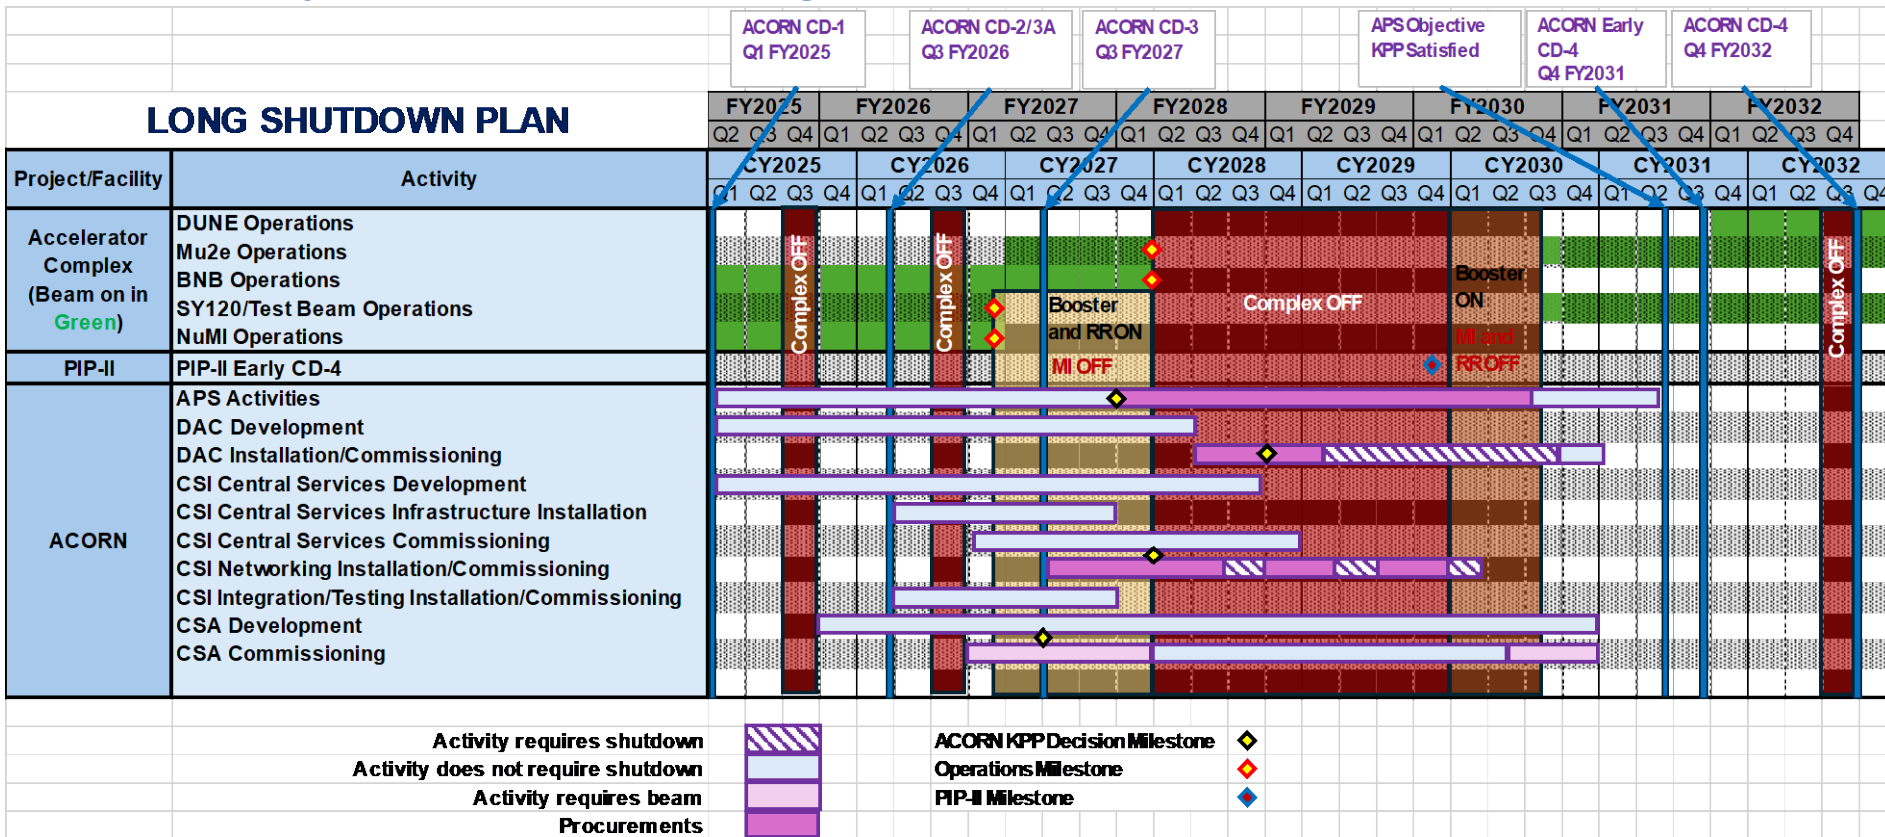 ACORN CD-1
Q1 FY2025
ACORN CD-2/3A
Q3 FY2026
ACORN CD-3
Q3 FY2027
APS Objective
KPP Satisfied
ACORN Early
CD-4
Q4 FY2031
ACORN CD-4
Q4 FY2032
LONG SHUTDOWN PLAN
FY2025 FY2026 FY2027 FY2028 FY2029 FY2030 FY2031 FY2032
Q2 Q3 Q4 Q1 Q2 Q3 Q4 Q1 Q2 Q3 Q4 Q1 Q2 Q3 Q4 Q1 Q2 Q3 Q4 Q1 Q2 Q3 Q4 Q1 Q2 Q3 Q4 Q1 Q2 Q3 Q4
Project/Facility Activity CY2025 CY2026 CY2027 CY2028 CY2029 CY2030 CY2031 CY2032
Q1 Q2 Q3 Q4 Q1 Q2 Q3 Q4 Q1 Q2 Q3 Q4 Q1 Q2 Q3 Q4 Q1 Q2 Q3 Q4 Q1 Q2 Q3 Q4 Q1 Q2 Q3 Q4 Q1 Q2 Q3 Q4
Accelerator
Complex
(Beam on in
Green)
DUNE Operations
Mu2e Operations
BNB Operations
SY120/Test Beam Operations
NuMI Operations
Complex OFF
Complex OFF
Booster
and RR ON
MI OFF
Complex OFF
Booster
ON
MI and
RR OFF
Complex OFF
PIP-II
PIP-II Early CD-4
ACORN
APS Activities
DAC Development
DAC Installation/Commissioning
CSI Central Services Development
CSI Central Services Infrastructure Installation
CSI Central Services Commissioning
CSI Networking Installation/Commissioning
CSI Integration/Testing Installation/Commissioning
CSA Development
CSA Commissioning
Activity requires shutdown
Activity does not require shutdown
Activity requires beam
Procurements
ACORN KPP Decision Milestone
Operations Milestone
PIP-II Milestone